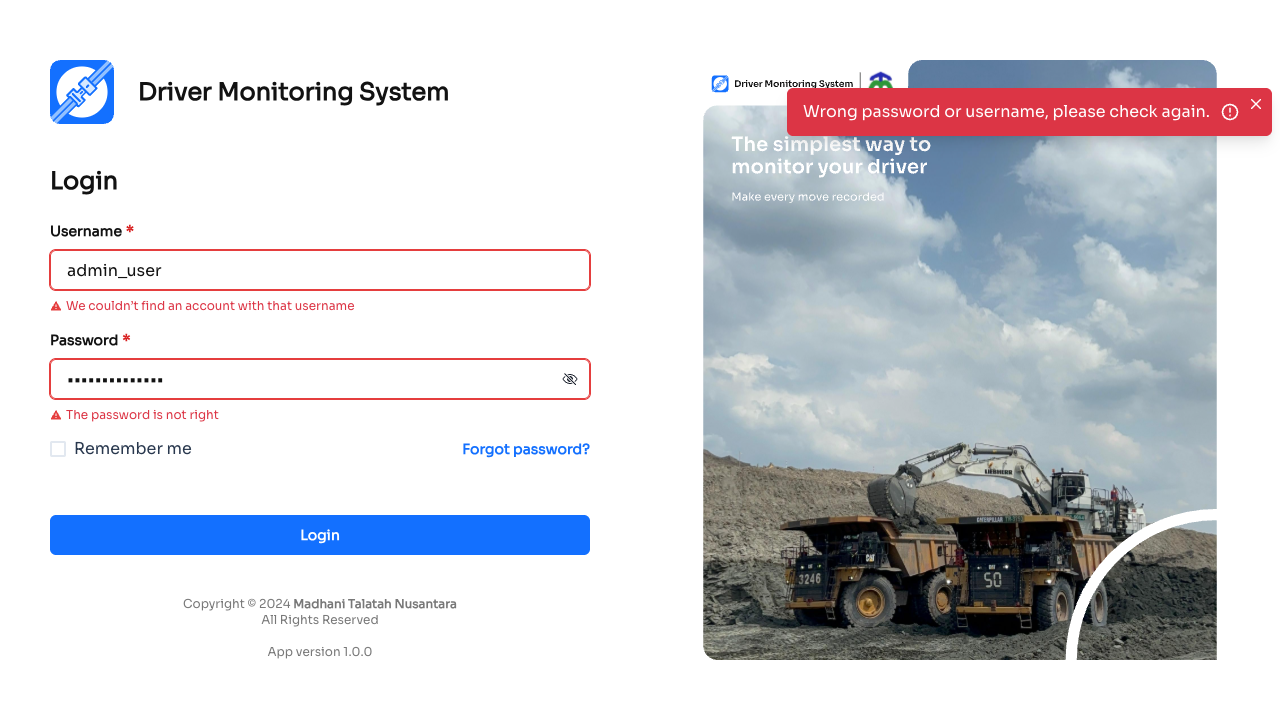 Driver Monitoring System
Login
Username *
admin_user
We couldn't find an account with that username
Password *
••••••••••••••
The password is not right
Remember me
Forgot password?
Login
Copyright © 2024 Madhani Talatah Nusantara
All Rights Reserved
App version 1.0.0
Driver Monitoring System
Wrong password or username, please check again.
The simplest way to
monitor your driver
Make every move recorded
LIEBHERR
CATERPILLAR
CAT
3246
50